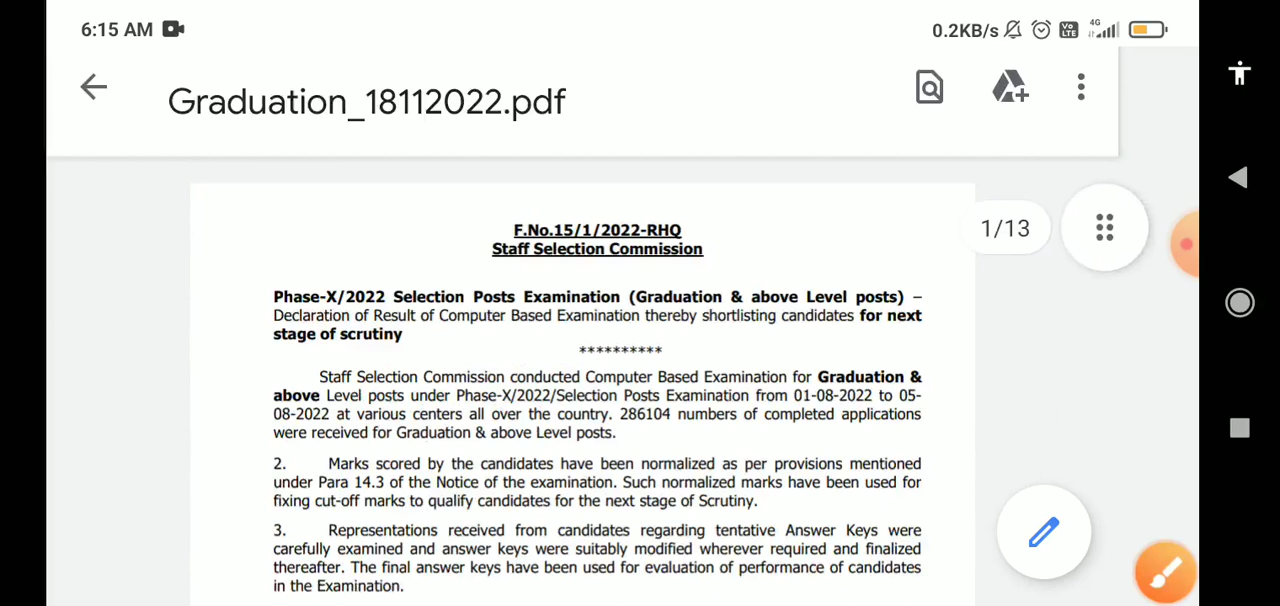 6:15 AM
0.2KB/s Vo LTE 4G
Graduation_18112022.pdf
1/13
F.No.15/1/2022-RHQ
Staff Selection Commission
Phase-X/2022 Selection Posts Examination (Graduation & above Level posts) –
Declaration of Result of Computer Based Examination thereby shortlisting candidates for next
stage of scrutiny
**********
Staff Selection Commission conducted Computer Based Examination for Graduation &
above Level posts under Phase-X/2022/Selection Posts Examination from 01-08-2022 to 05-
08-2022 at various centers all over the country. 286104 numbers of completed applications
were received for Graduation & above Level posts.
2. Marks scored by the candidates have been normalized as per provisions mentioned
under Para 14.3 of the Notice of the examination. Such normalized marks have been used for
fixing cut-off marks to qualify candidates for the next stage of Scrutiny.
3. Representations received from candidates regarding tentative Answer Keys were
carefully examined and answer keys were suitably modified wherever required and finalized
thereafter. The final answer keys have been used for evaluation of performance of candidates
in the Examination.